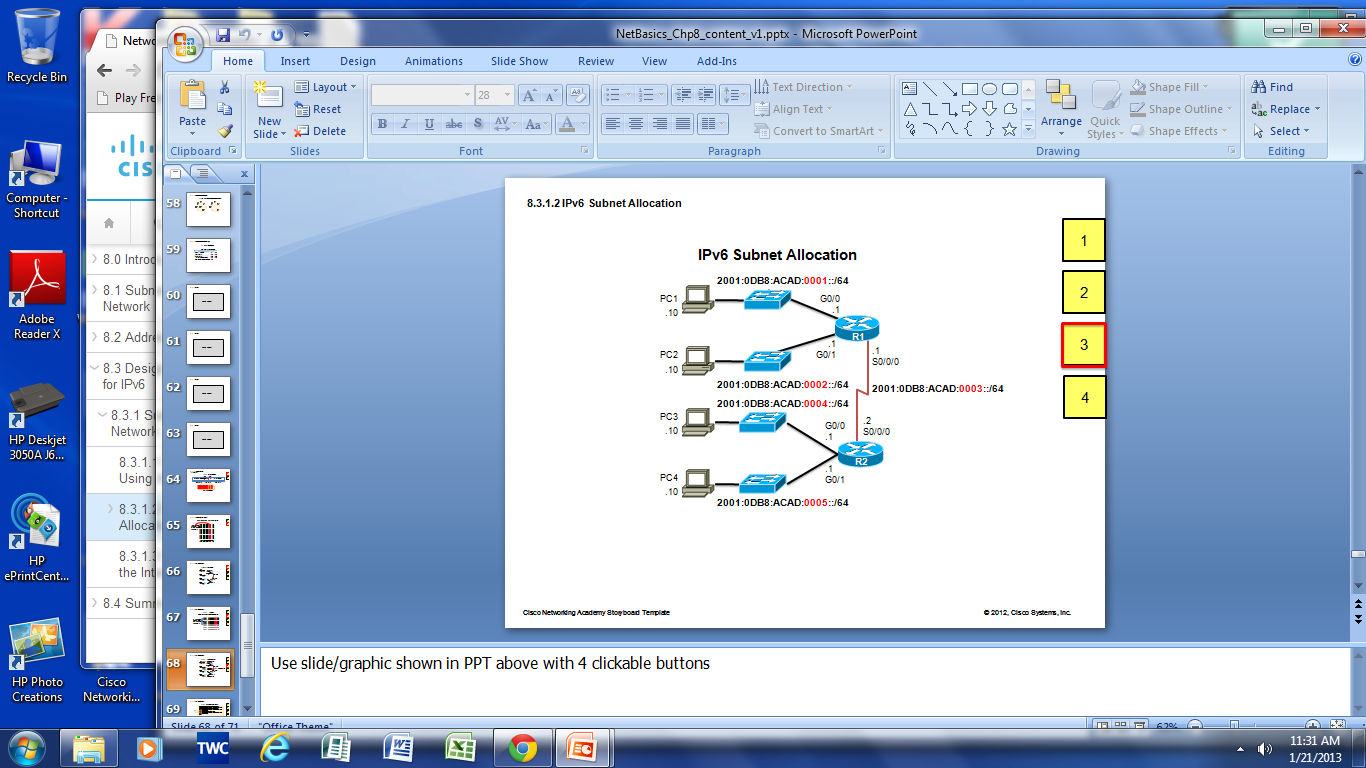 Recycle Bin
Computer - Shortcut
Adobe Reader X
HP Deskjet 3050A J6...
HP ePrintCent...
HP Photo Creations
Cisco Networki...
Netwo
Play Fre
CIS
8.0 Introd
8.1 Subn
Network
8.2 Addre
8.3 Desig
for IPv6
8.3.1 Su
Network
8.3.1.1
Using
8.3.1.2
Alloca
8.3.1.3
the Int
8.4 Summ
NetBasics_Chp8_content_v1.pptx - Microsoft PowerPoint
Home Insert Design Animations Slide Show Review View Add-Ins
Paste
Clipboard
New Slide
Layout
Reset
Delete
Slides
28
B I U abc S AV Aa A
Font
Text Direction
Align Text
Convert to SmartArt
Paragraph
Arrange
Quick Styles
Shape Fill
Shape Outline
Shape Effects
Drawing
Find
Replace
Select
Editing
58
59
60
61
62
63
64
65
66
67
68
69
8.3.1.2 IPv6 Subnet Allocation
IPv6 Subnet Allocation
2001:0DB8:ACAD:0001::/64
PC1
.10
G0/0
.1
R1
PC2
.10
.1
G0/1
.1
S0/0/0
2001:0DB8:ACAD:0002::/64
2001:0DB8:ACAD:0003::/64
2001:0DB8:ACAD:0004::/64
PC3
.10
G0/0
.1
.2
S0/0/0
R2
PC4
.10
.1
G0/1
2001:0DB8:ACAD:0005::/64
1
2
3
4
Cisco Networking Academy Storyboard Template
© 2012, Cisco Systems, Inc.
Use slide/graphic shown in PPT above with 4 clickable buttons
Slide 68 of 71
"Office Theme"
62%
TWC
11:31 AM
1/21/2013